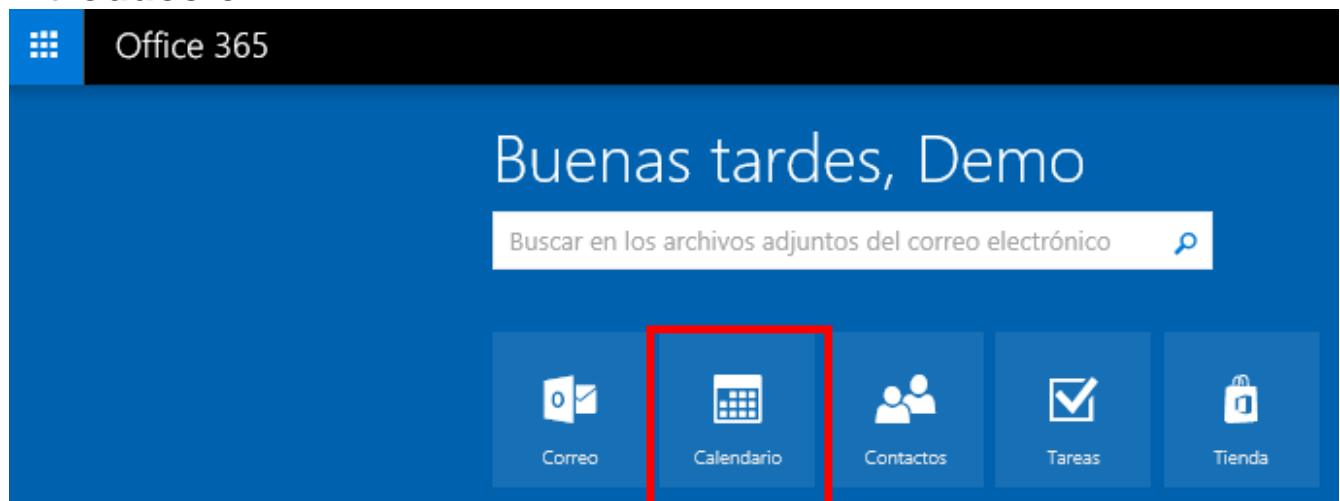 Office 365
Buenas tardes, Demo
Buscar en los archivos adjuntos del correo electrónico
Correo
Calendario
Contactos
Tareas
Tienda